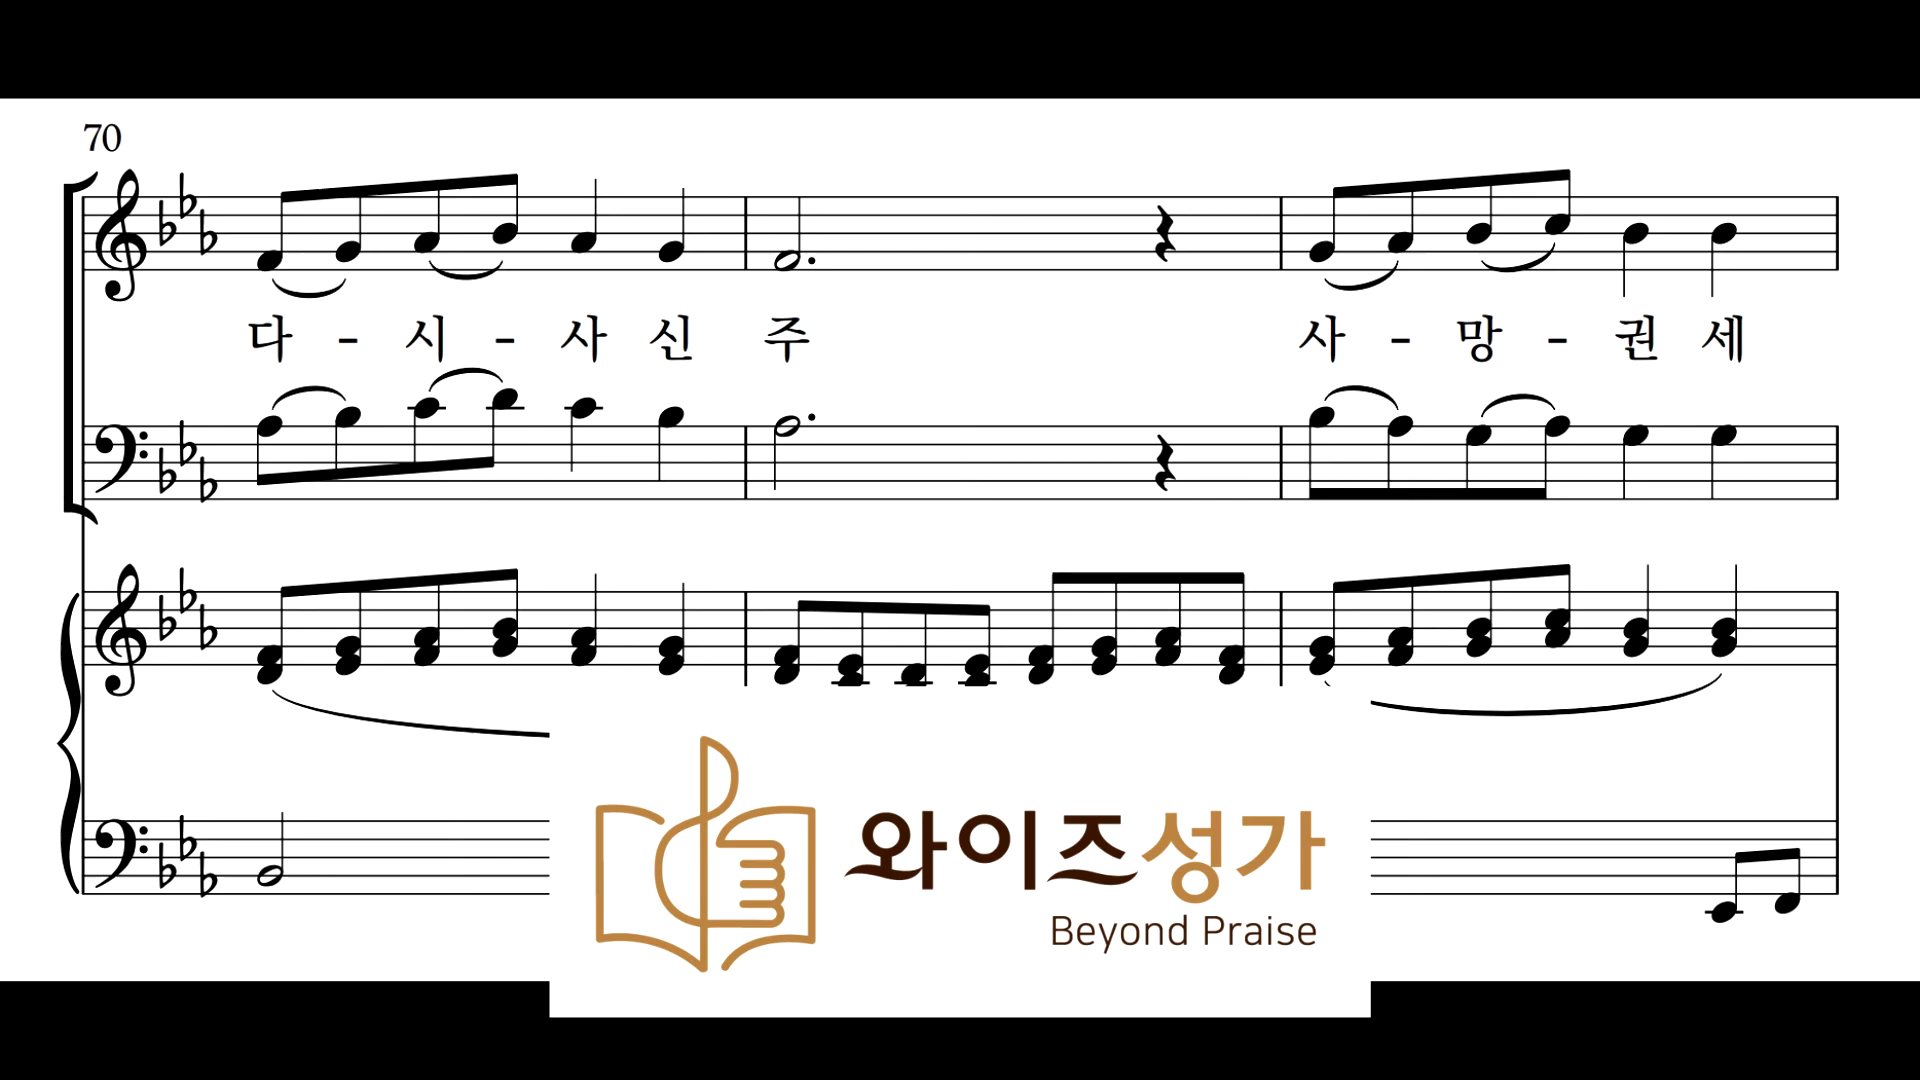 70
다 - 시 - 사 신 주 사 - 망 - 권 세
와이즈성가
Beyond Praise